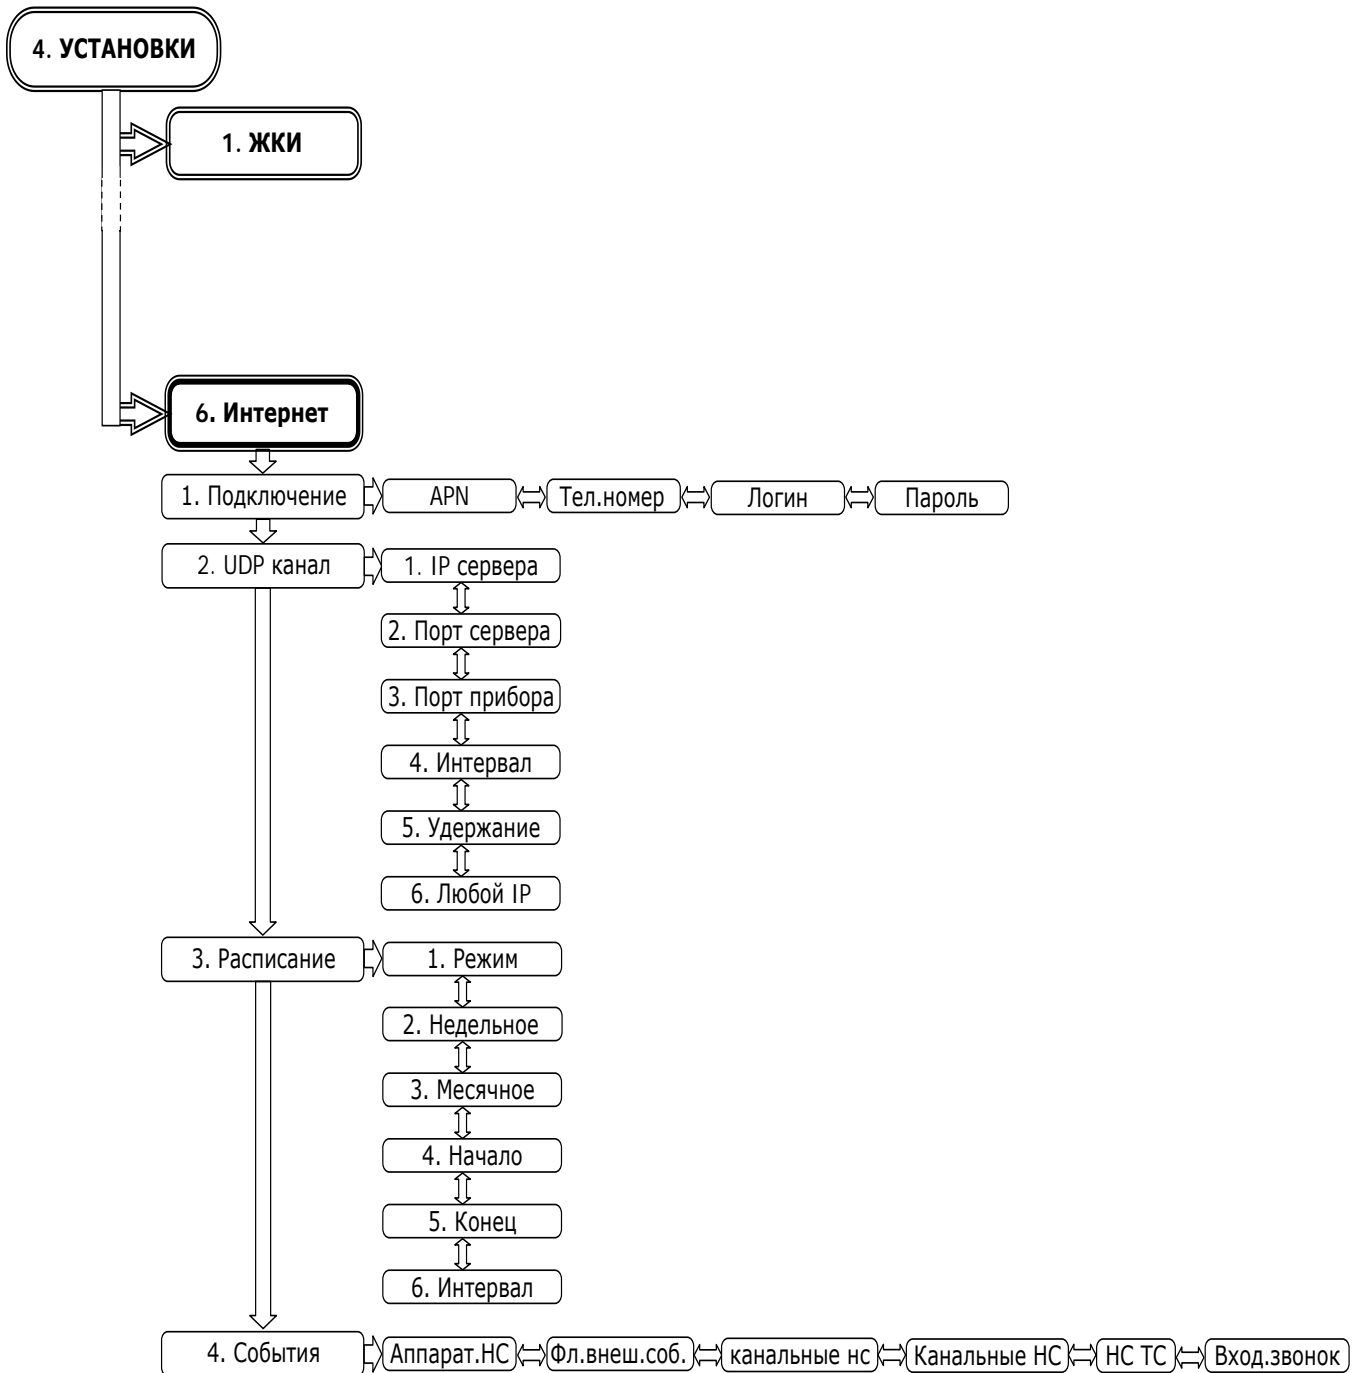 4. УСТАНОВКИ
1. ЖКИ
6. Интернет
1. Подключение
APN
Тел.номер
Логин
Пароль
2. UDP канал
1. IP сервера
2. Порт сервера
3. Порт прибора
4. Интервал
5. Удержание
6. Любой IP
3. Расписание
1. Режим
2. Недельное
3. Месячное
4. Начало
5. Конец
6. Интервал
4. События
Аппарат.НС
Фл.внеш.соб.
канальные нс
Канальные НС
НС ТС
Вход.звонок